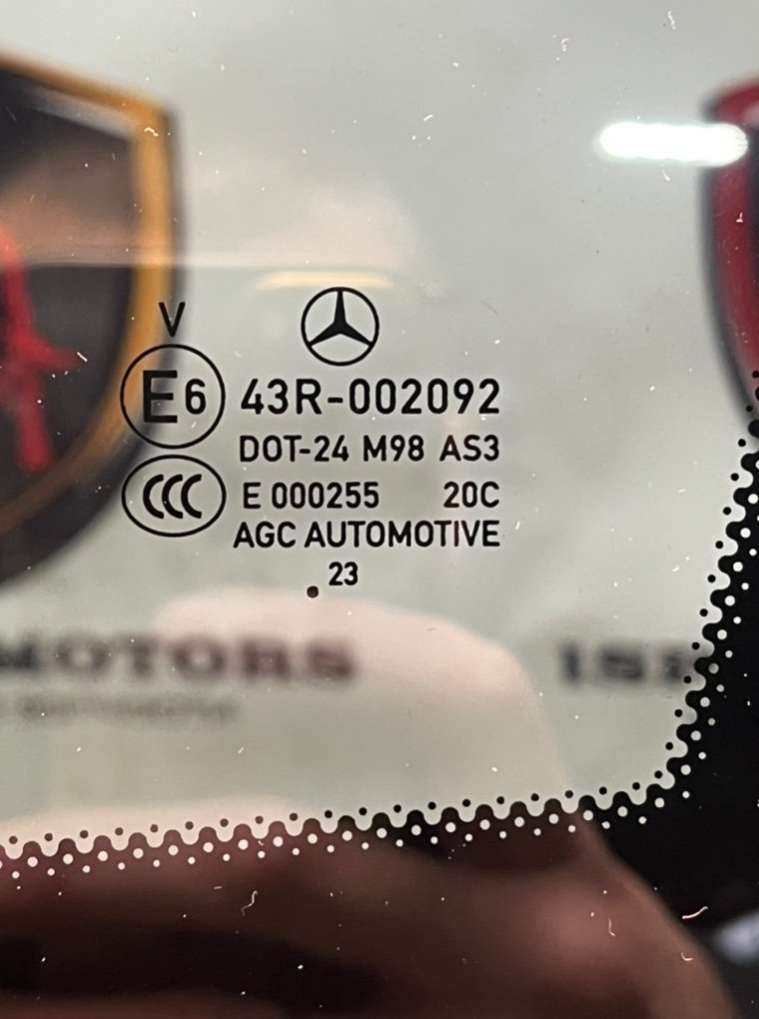 V
E6 43R-002092
DOT-24 M98 AS3
CCC E 000255 20C
AGC AUTOMOTIVE
. 23
MOTORS